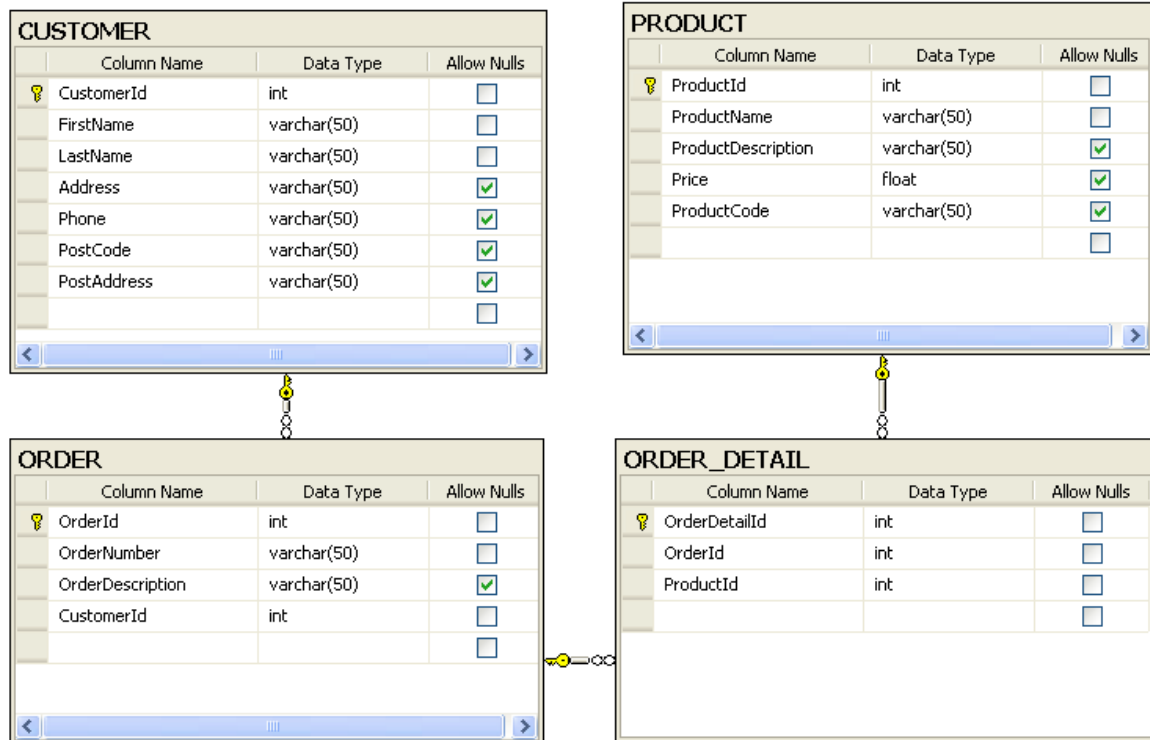 CUSTOMER
Column Name Data Type Allow Nulls
CustomerId int
FirstName varchar(50)
LastName varchar(50)
Address varchar(50)
Phone varchar(50)
PostCode varchar(50)
PostAddress varchar(50)
PRODUCT
Column Name Data Type Allow Nulls
ProductId int
ProductName varchar(50)
ProductDescription varchar(50)
Price float
ProductCode varchar(50)
ORDER
Column Name Data Type Allow Nulls
OrderId int
OrderNumber varchar(50)
OrderDescription varchar(50)
CustomerId int
ORDER_DETAIL
Column Name Data Type Allow Nulls
OrderDetailId int
OrderId int
ProductId int